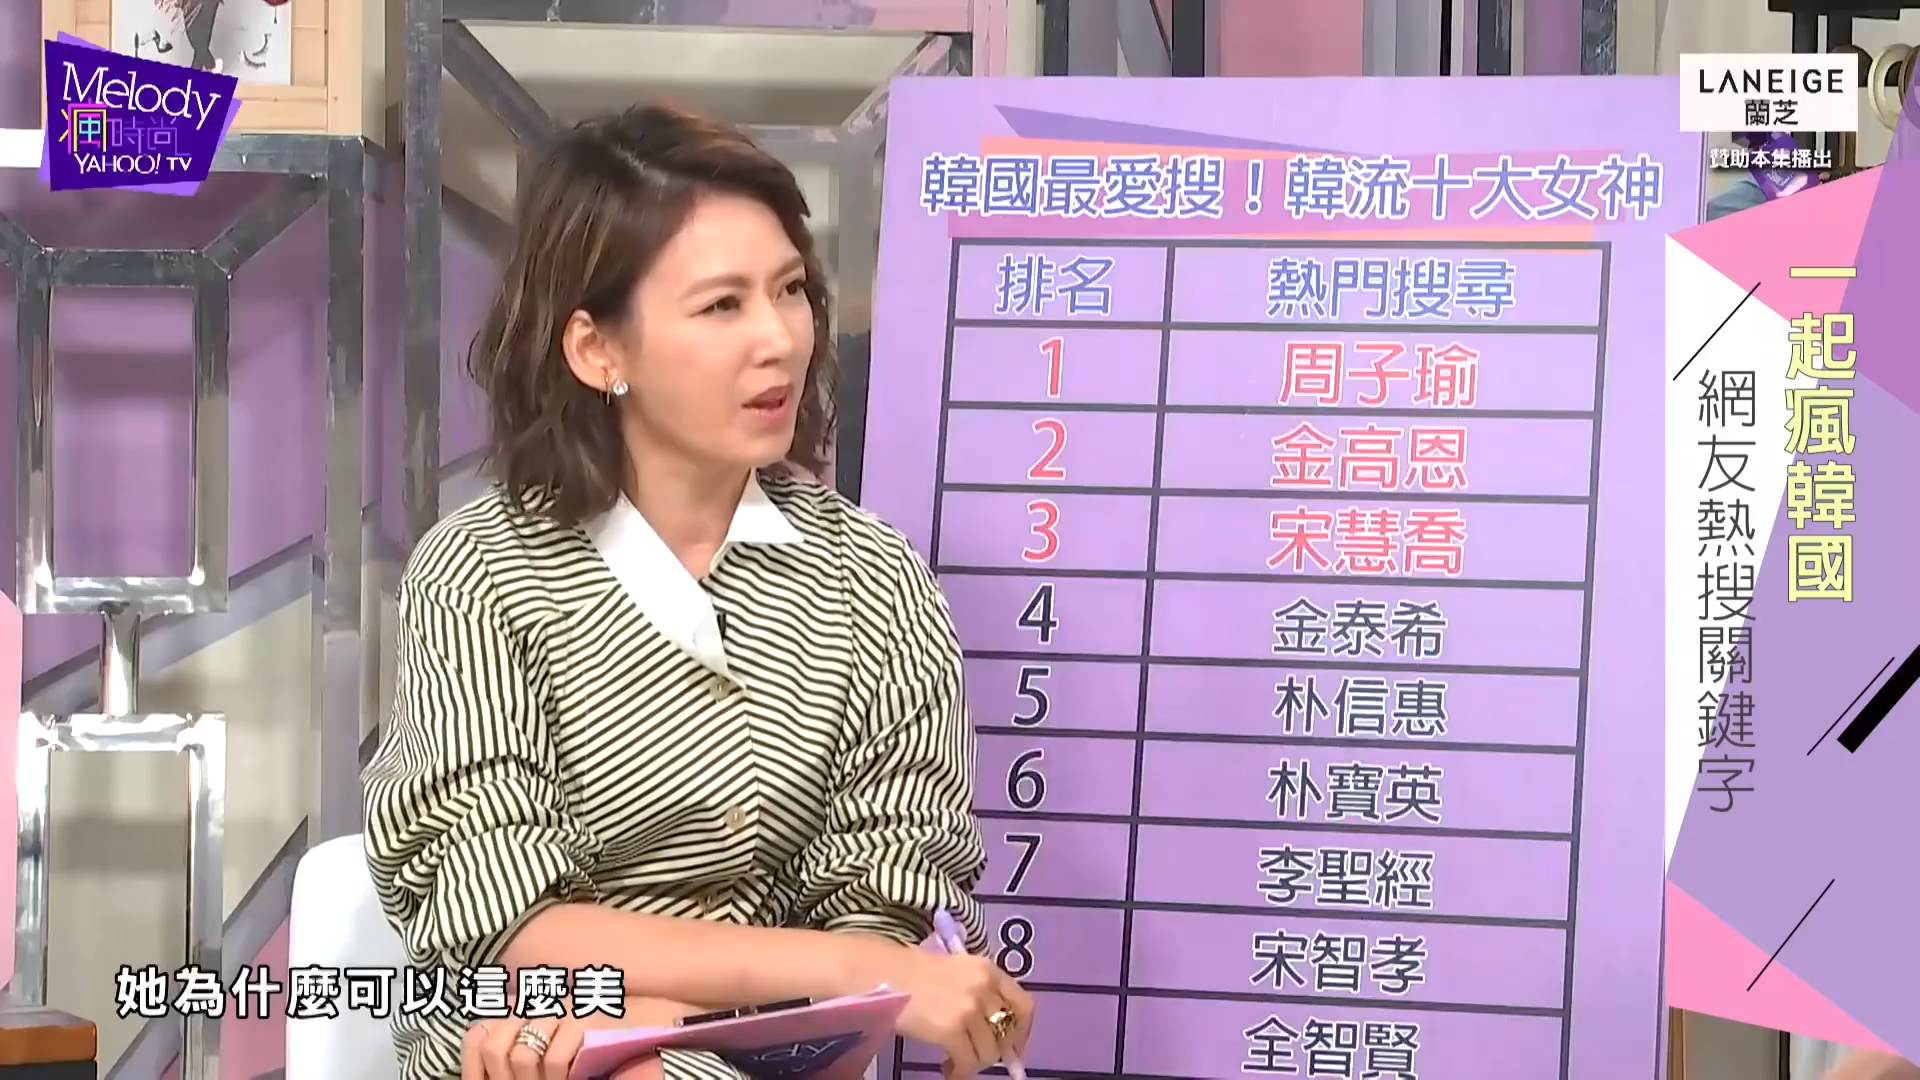 Melody
瘋時尚
YAHOO! TV
LANEIGE
蘭芝
贊助本集播出
韓國最愛搜！韓流十大女神
排名 熱門搜尋
1 周子瑜
2 金高恩
3 宋慧喬
4 金泰希
5 朴信惠
6 朴寶英
7 李聖經
8 宋智孝
全智賢
一起瘋韓國
網友熱搜關鍵字
她為什麼可以這麼美